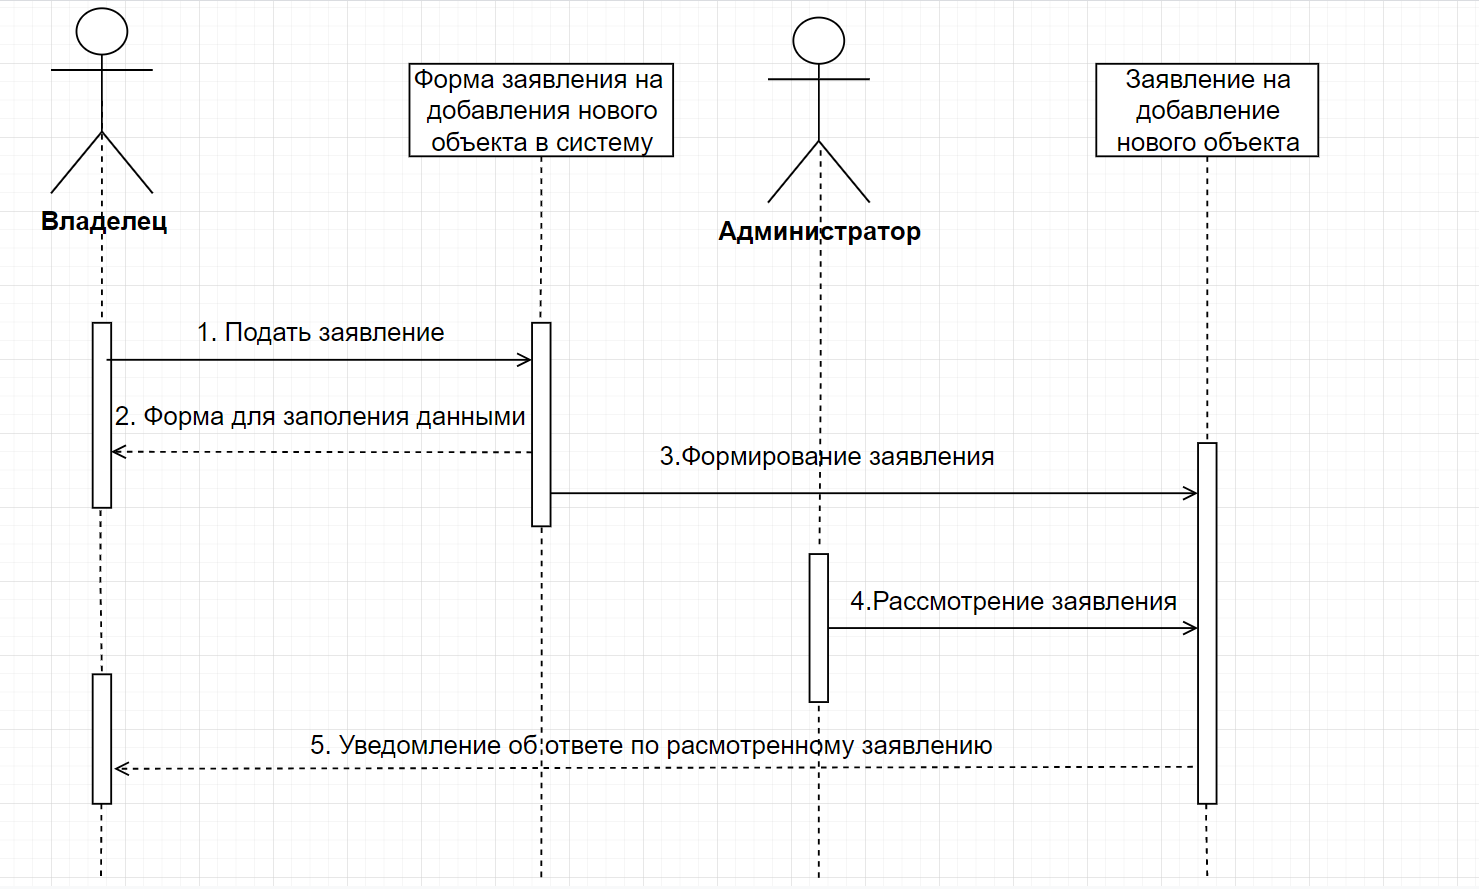 Форма заявления на
добавления нового
объекта в систему
Заявление на
добавление
нового объекта
Владелец
Администратор
1. Подать заявление
2. Форма для заполения данными
3.Формирование заявления
4.Рассмотрение заявления
5. Уведомление об ответе по расмотренному заявлению